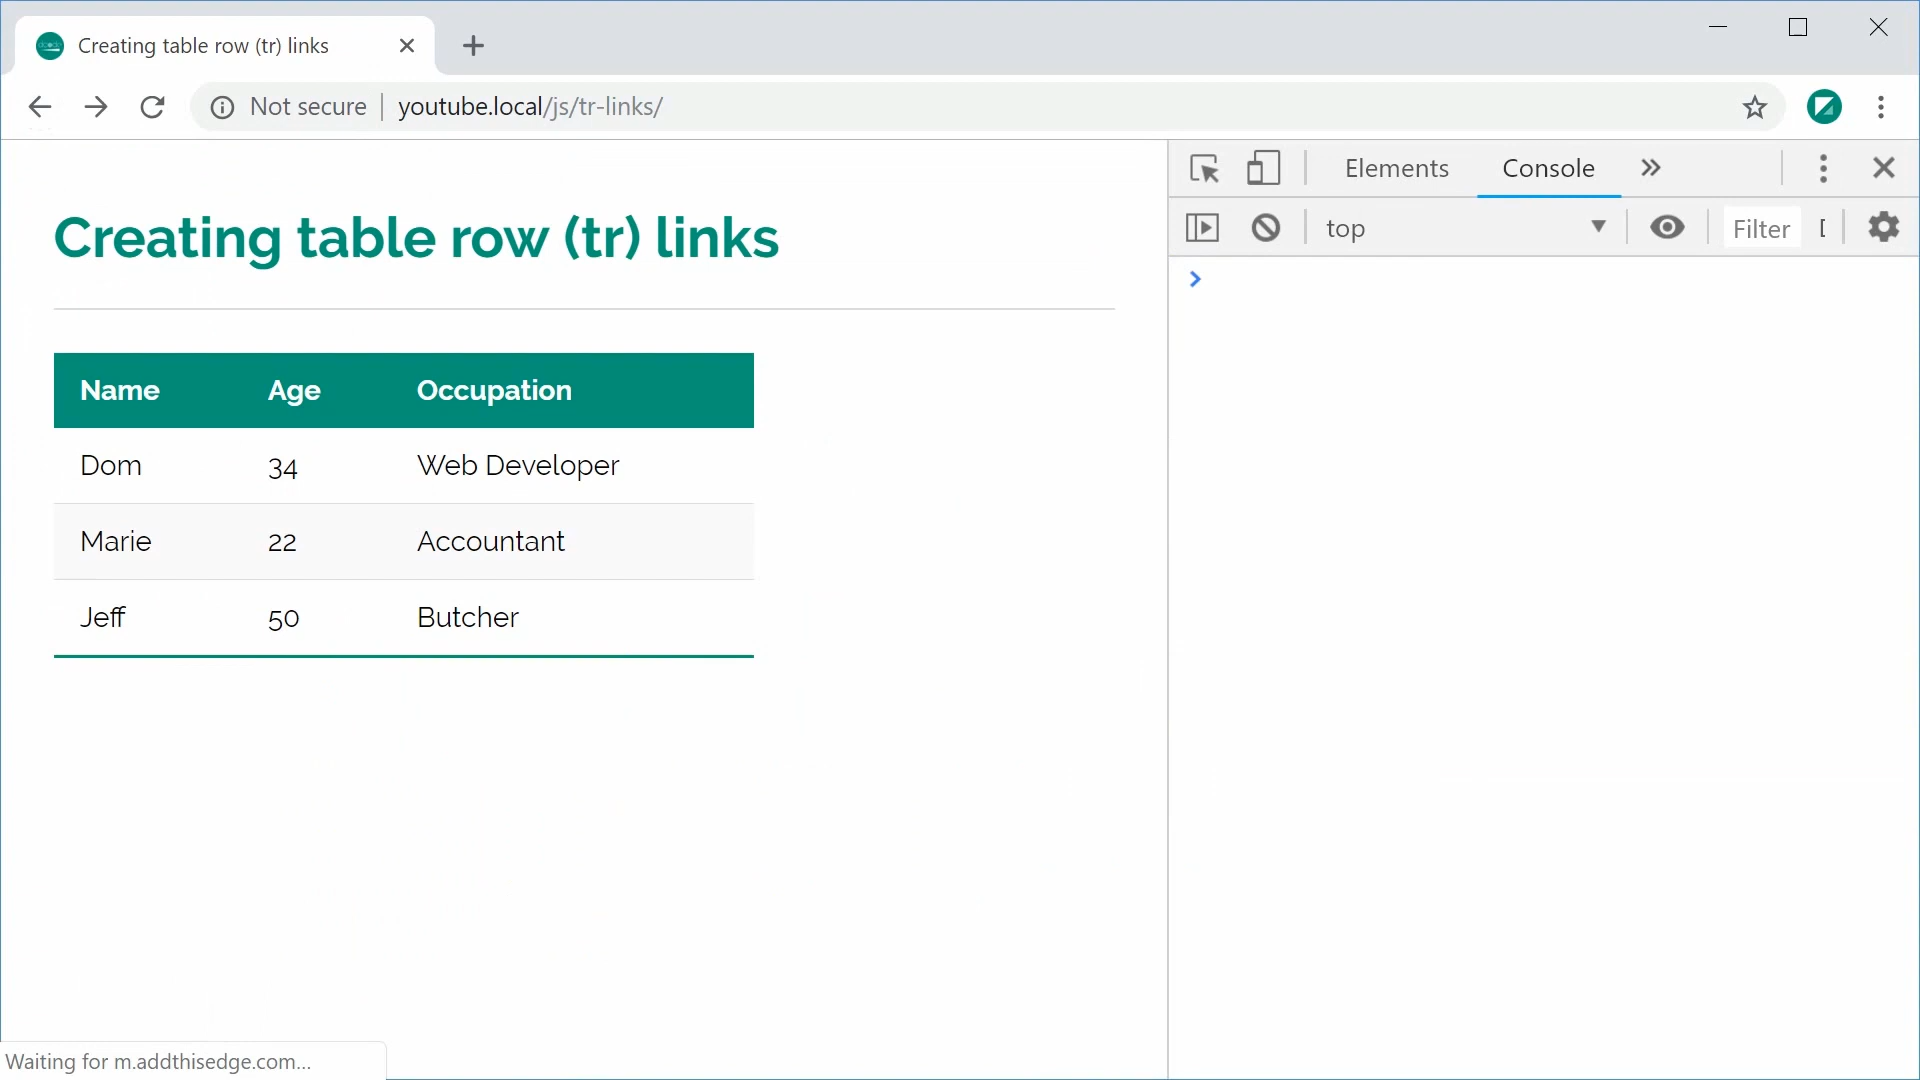 Creating table row (tr) links
Not secure | youtube.local/js/tr-links/
Elements Console
top Filter
Creating table row (tr) links
Name Age Occupation
Dom 34 Web Developer
Marie 22 Accountant
Jeff 50 Butcher
Waiting for m.addthisedge.com...